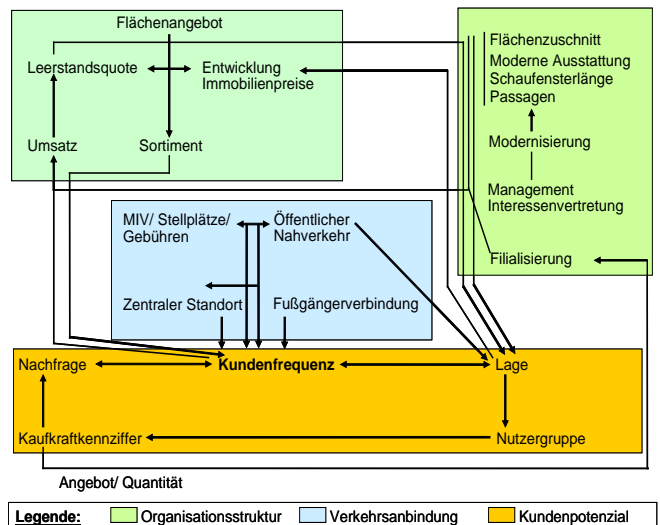 Flächenangebot
Leerstandsquote
Entwicklung
Immobilienpreise
Umsatz
Sortiment
Flächenzuschnitt
Moderne Ausstattung
Schaufensterlänge
Passagen
Modernisierung
Management
Interessenvertretung
Filialisierung
MIV/ Stellplätze/
Gebühren
Öffentlicher
Nahverkehr
Zentraler Standort
Fußgängerverbindung
Nachfrage
Kundenfrequenz
Lage
Kaufkraftkennziffer
Nutzergruppe
Angebot/ Quantität
Legende: Organisationsstruktur Verkehrsanbindung Kundenpotenzial